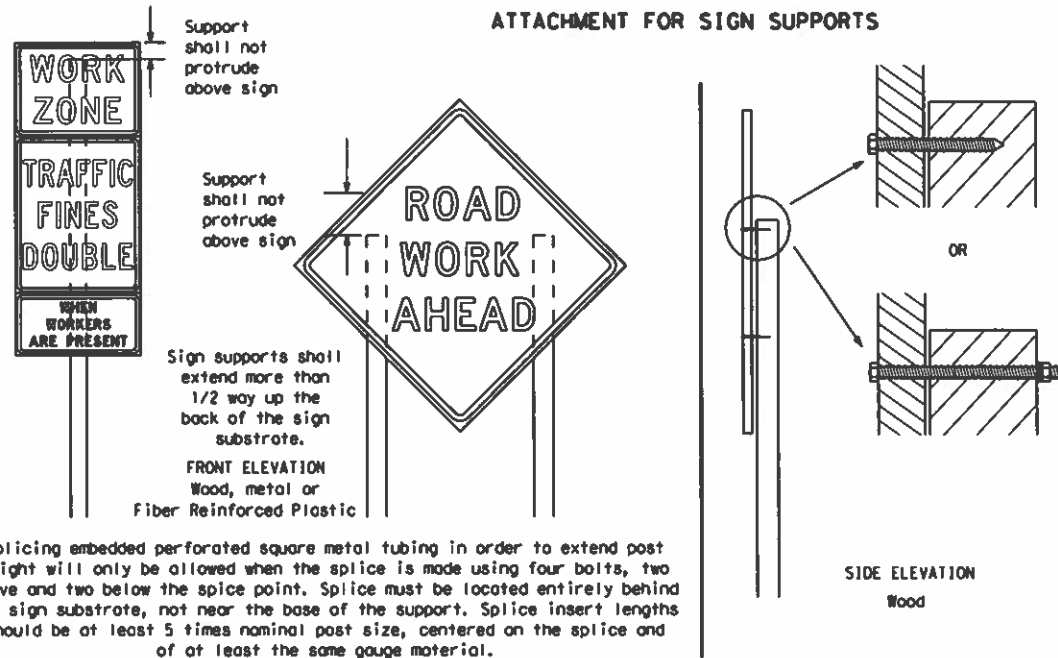 ATTACHMENT FOR SIGN SUPPORTS
Support
shall not
protrude
above sign
WORK
ZONE
TRAFFIC
FINES
DOUBLE
WHEN
WORKERS
ARE PRESENT
Support
shall not
protrude
above sign
ROAD
WORK
AHEAD
Sign supports shall
extend more than
1/2 way up the
back of the sign
substrate.
FRONT ELEVATION
Wood, metal or
Fiber Reinforced Plastic
OR
SIDE ELEVATION
Wood
plicing embedded perforated square metal tubing in order to extend post
ight will only be allowed when the splice is made using four bolts, two
ve and two below the spice point. Splice must be located entirely behind
sign substrate, not near the base of the support. Splice insert lengths
hould be at least 5 times nominal post size, centered on the splice and
of at least the same gauge material.